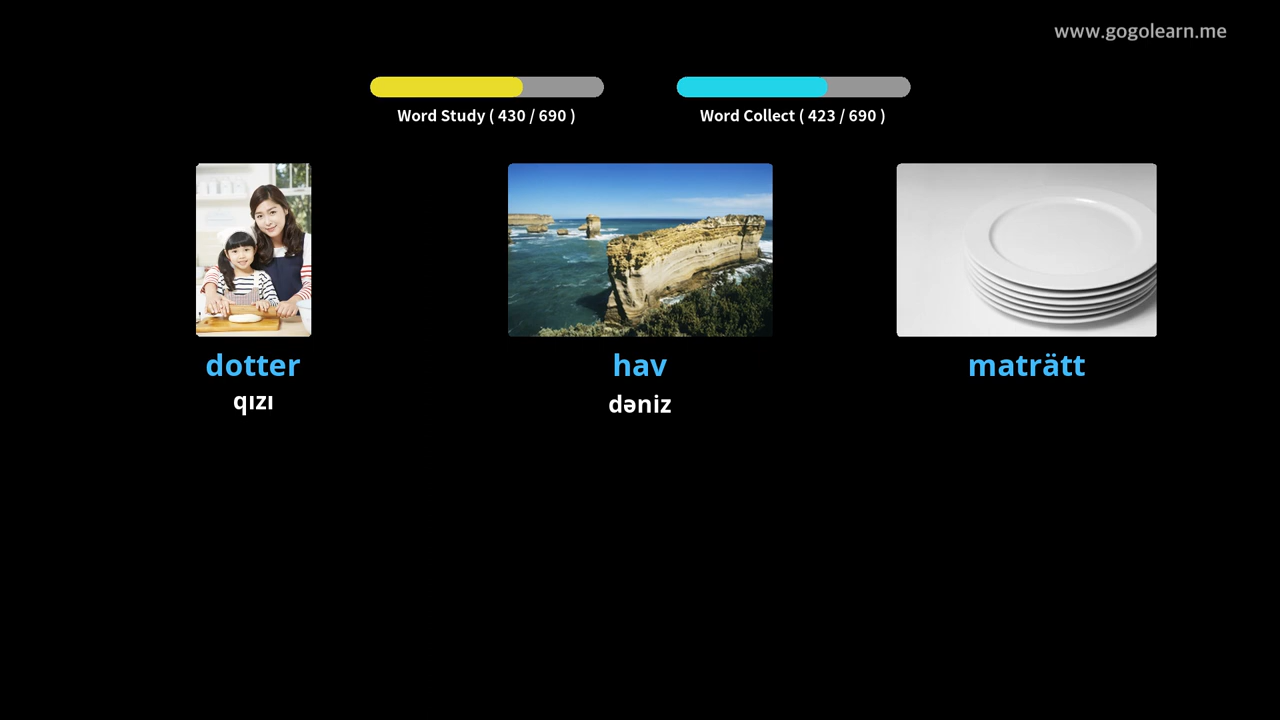 www.gogolearn.me
Word Study ( 430 / 690 )
Word Collect ( 423 / 690 )
dotter
qızı
hav
dəniz
maträtt